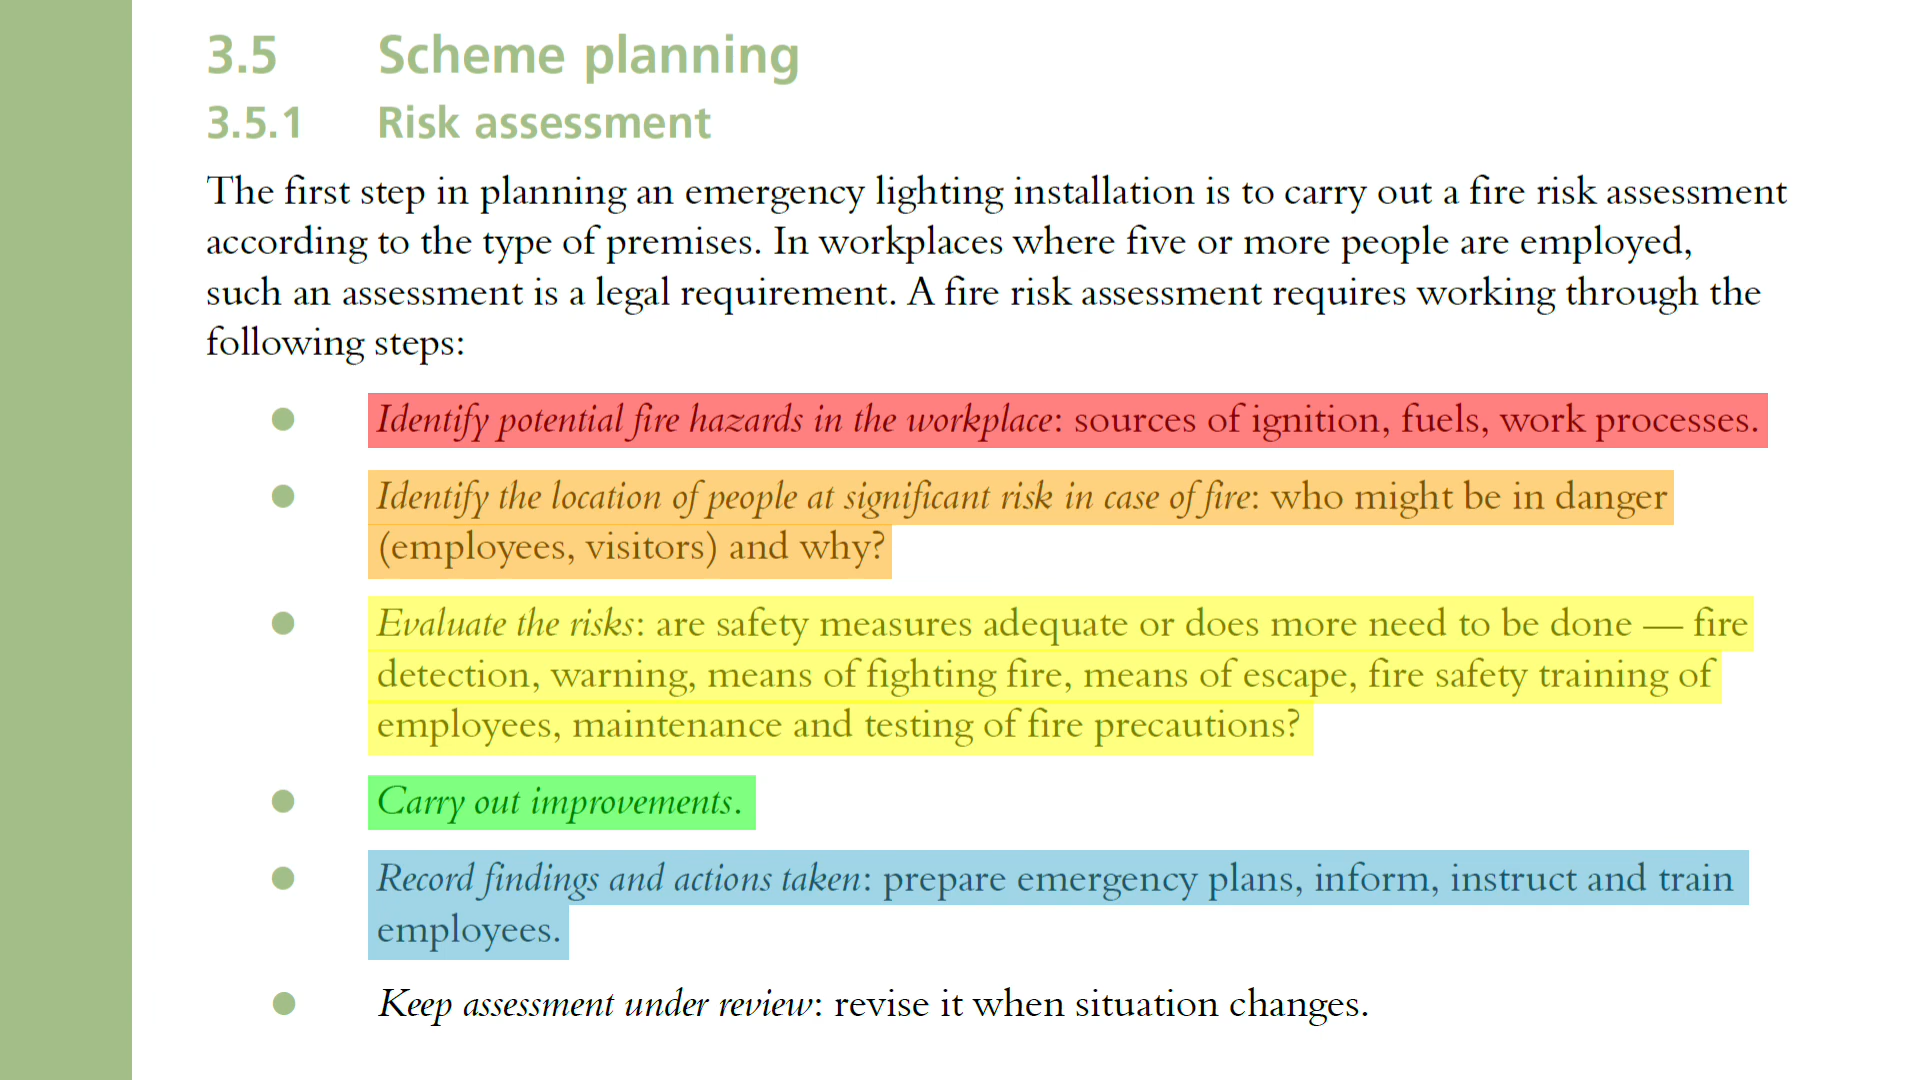 3.5 Scheme planning
3.5.1 Risk assessment
The first step in planning an emergency lighting installation is to carry out a fire risk assessment
according to the type of premises. In workplaces where five or more people are employed,
such an assessment is a legal requirement. A fire risk assessment requires working through the
following steps:
● Identify potential fire hazards in the workplace: sources of ignition, fuels, work processes.
● Identify the location of people at significant risk in case of fire: who might be in danger
(employees, visitors) and why?
● Evaluate the risks: are safety measures adequate or does more need to be done — fire
detection, warning, means of fighting fire, means of escape, fire safety training of
employees, maintenance and testing of fire precautions?
● Carry out improvements.
● Record findings and actions taken: prepare emergency plans, inform, instruct and train
employees.
● Keep assessment under review: revise it when situation changes.